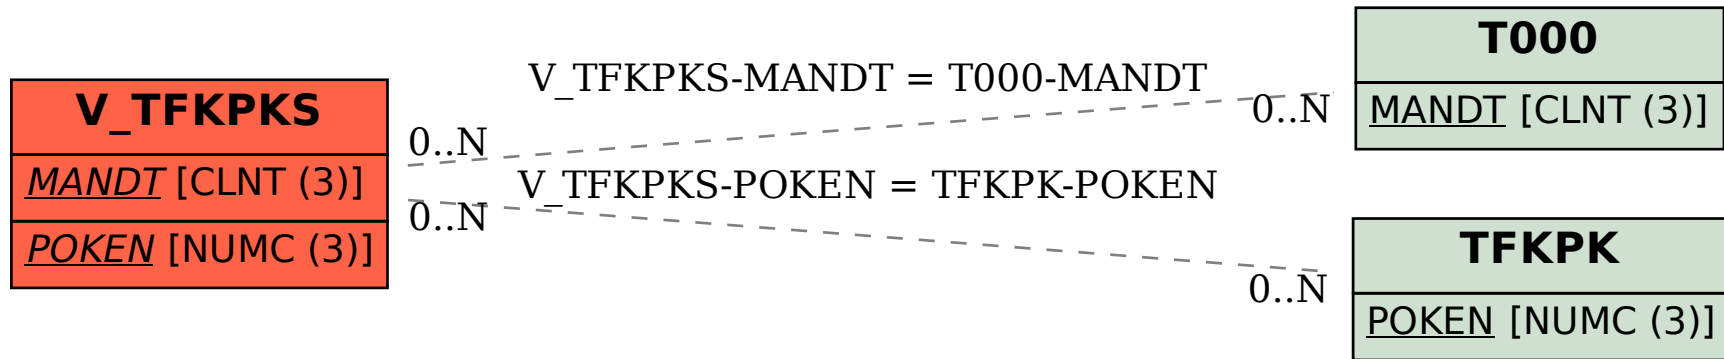 V_TFKPKS
MANDT [CLNT (3)]
POKEN [NUMC (3)]
V_TFKPKS-MANDT = T000-MANDT
0..N
0..N
V_TFKPKS-POKEN = TFKPK-POKEN
0..N
0..N
T000
MANDT [CLNT (3)]
TFKPK
POKEN [NUMC (3)]